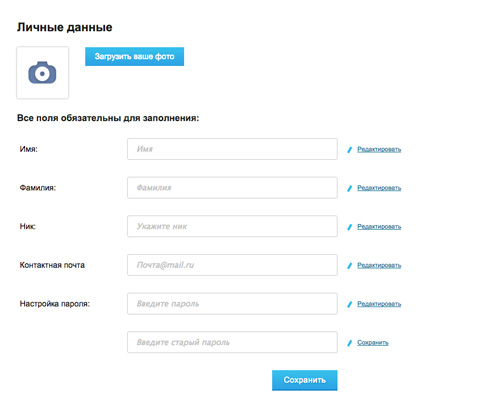 Личные данные
Загрузить ваше фото
Все поля обязательны для заполнения:
Имя: Имя Редактировать
Фамилия: Фамилия Редактировать
Ник: Укажите ник Редактировать
Контактная почта Почта@mail.ru Редактировать
Настройка пароля: Введите пароль Редактировать
Введите старый пароль Сохранить
Сохранить